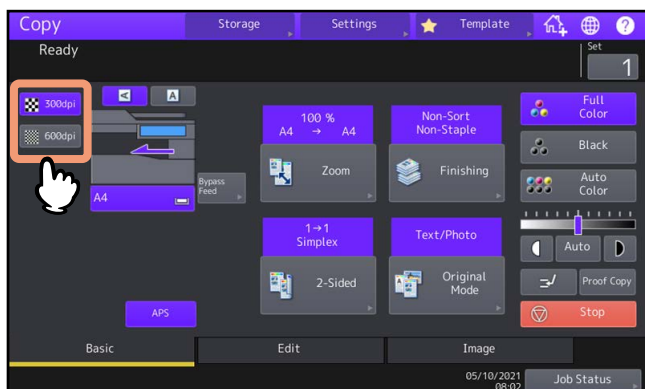 Copy
Storage
Settings
Template
?
Ready
Set
1
300dpi
600dpi
A
A
A4
Bypass
Feed
APS
100 %
A4 → A4
Zoom
Non-Sort
Non-Staple
Finishing
1→1
Simplex
2-Sided
Text/Photo
Original
Mode
Full
Color
Black
Auto
Color
Auto
Proof Copy
Stop
Basic
Edit
Image
05/10/2021
08:02
Job Status